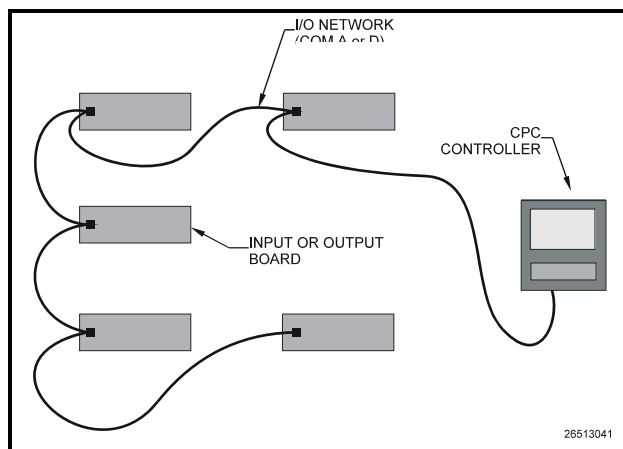 I/O NETWORK
(COM A or D)
CPC
CONTROLLER
INPUT OR OUTPUT
BOARD
26513041